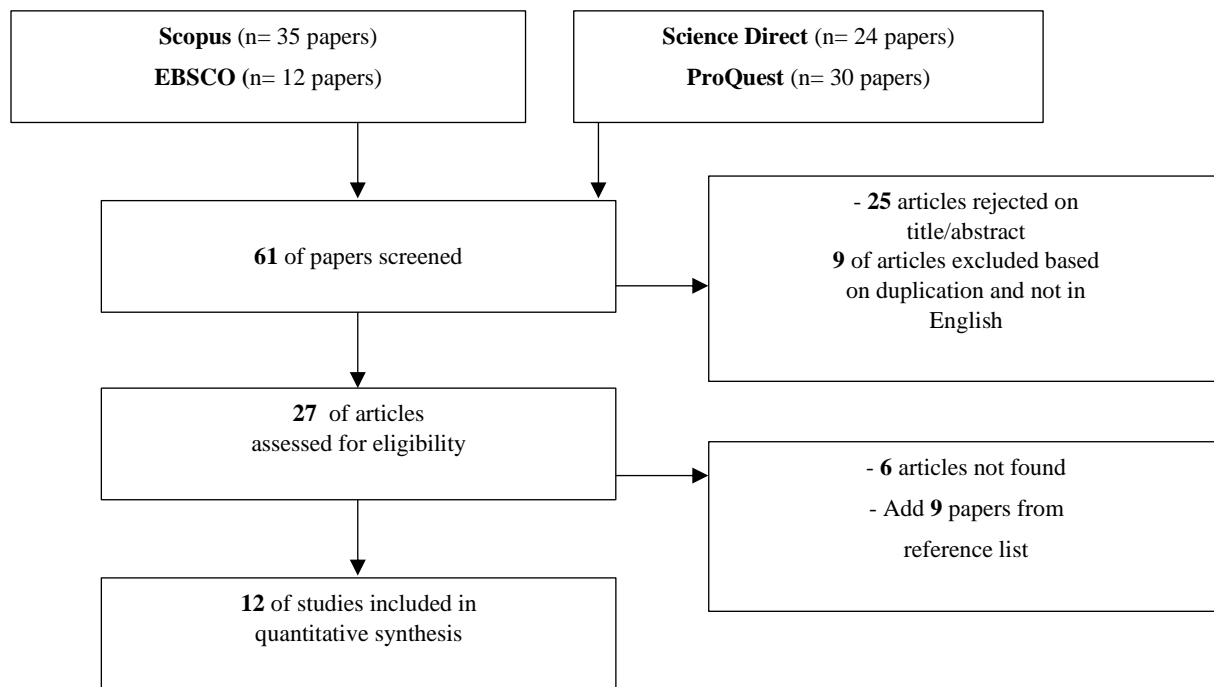 Scopus (n= 35 papers)
EBSCO (n= 12 papers)
Science Direct (n= 24 papers)
ProQuest (n= 30 papers)
61 of papers screened
- 25 articles rejected on
title/abstract
9 of articles excluded based
on duplication and not in
English
27 of articles
assessed for eligibility
- 6 articles not found
- Add 9 papers from
reference list
12 of studies included in
quantitative synthesis